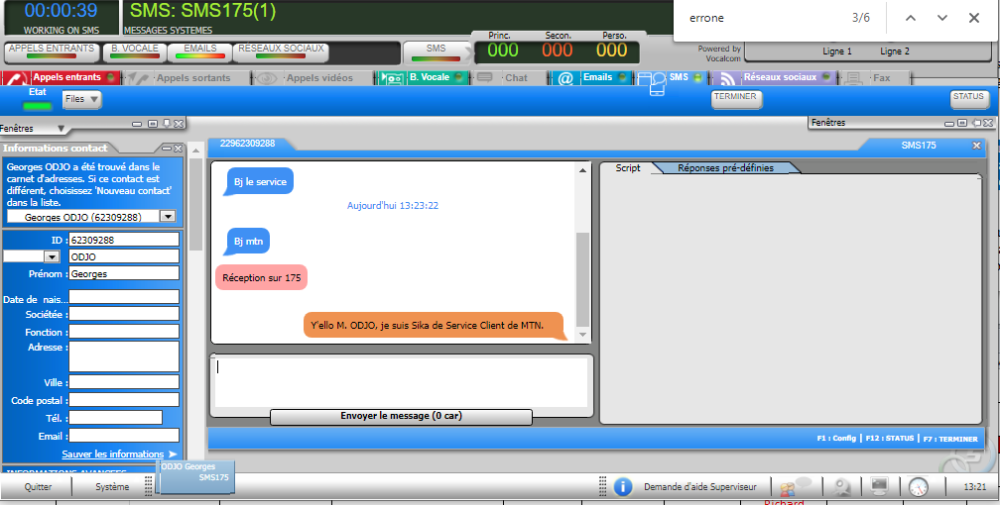 00:00:39
WORKING ON SMS
SMS: SMS175(1)
MESSAGES SYSTEMES
errone
3/6
APPELS ENTRANTS
B. VOCALE
EMAILS
RESEAUX SOCIAUX
SMS
Princ. Secon. Perso.
000 000 000
Powered by
Vocalcom
Ligne 1 Ligne 2
Appels entrants
Appels sortants
Appels vidéos
B. Vocale
Chat
Emails
SMS
Réseaux sociaux
Fax
Etat
Files
TERMINER
STATUS
Fenêtres
Fenêtres
Informations contact
Georges ODJO a été trouvé dans le
carnet d'adresses. Si ce contact est
différent, choisissez 'Nouveau contact'
dans la liste.
Georges ODJO (62309288)
ID : 62309288
ODJO
Prénom : Georges
Date de nais...
Sociétée :
Fonction :
Adresse :
Ville :
Code postal :
Tél. :
Email :
Sauver les informations
INFORMATIONS AVANCEES
22962309288
SMS175
Bj le service
Aujourd'hui 13:23:22
Bj mtn
Réception sur 175
Y'ello M. ODJO, je suis Sika de Service Client de MTN.
Envoyer le message (0 car)
Script
Réponses pré-définies
F1 : Config | F12 : STATUS | F7 : TERMINER
Quitter
Système
ODJO Georges
SMS175
Demande d'aide Superviseur
13:21
Richard